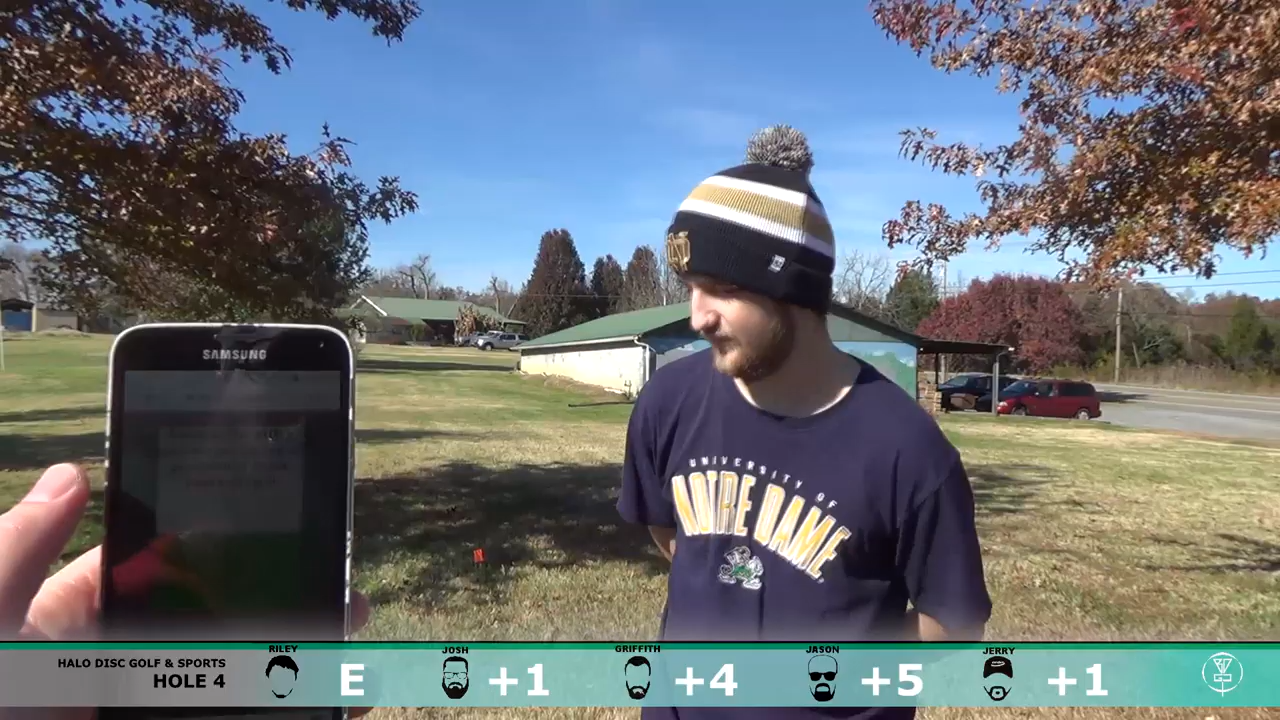 SAMSUNG
ND
UNIVERSITY OF
NOTRE DAME
HALO DISC GOLF & SPORTS
HOLE 4
RILEY
E
JOSH
+1
GRIFFITH
+4
JASON
+5
JERRY
+1